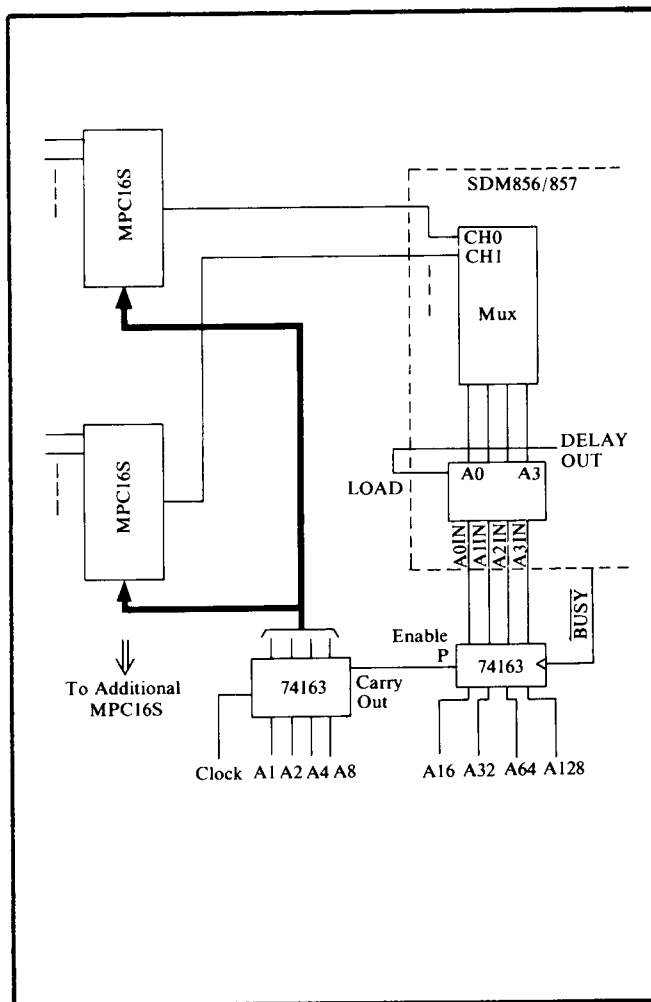 MPC16S
SDM856/857
CH0
CH1
Mux
MPC16S
DELAY
OUT
LOAD
A0 A3
A0IN
A1IN
A2IN
A3IN
BUSY
Enable
P
74163
To Additional
MPC16S
74163
Carry
Out
Clock A1 A2 A4 A8
A16 A32 A64 A128